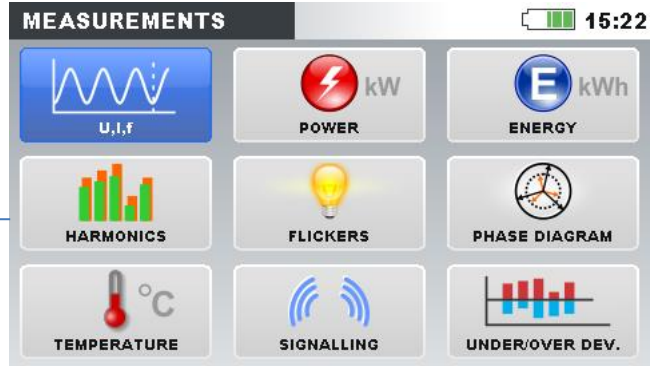 MEASUREMENTS 15:22
U,I,f
kW
POWER
E kWh
ENERGY
HARMONICS
FLICKERS
PHASE DIAGRAM
°C
TEMPERATURE
SIGNALLING
UNDER/OVER DEV.